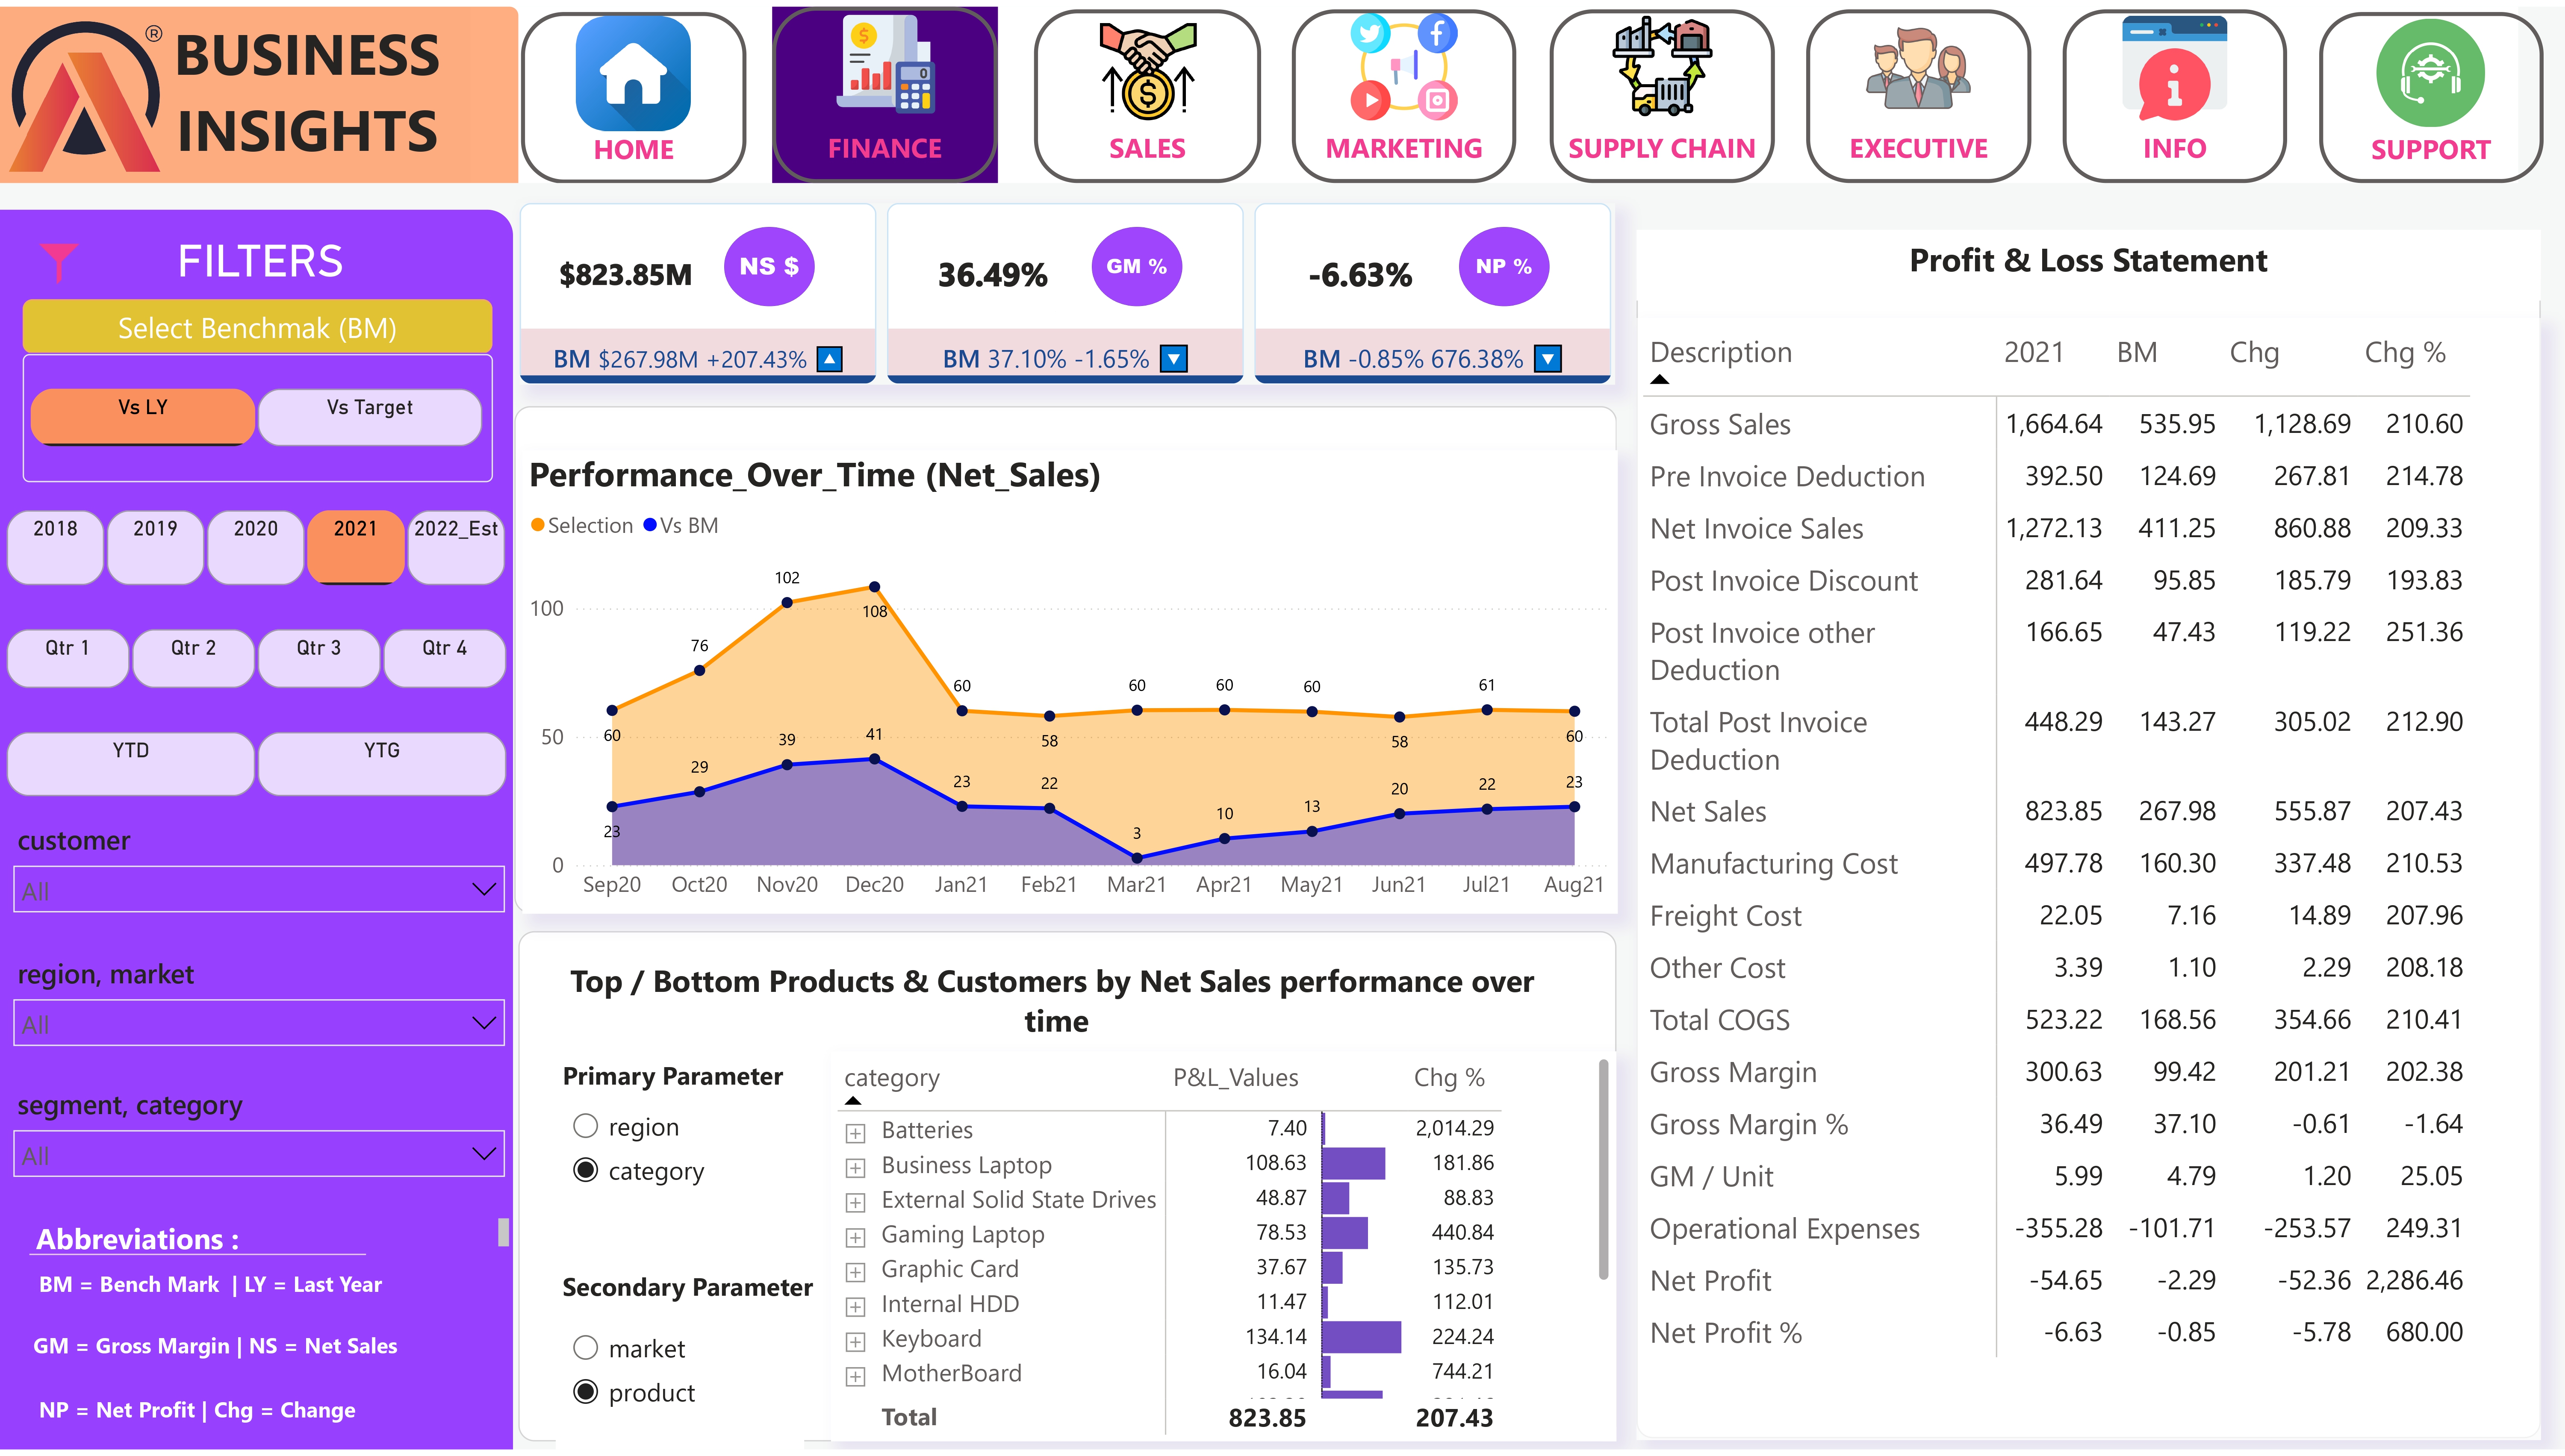 ® BUSINESS
INSIGHTS
HOME
FINANCE
SALES
MARKETING
SUPPLY CHAIN
EXECUTIVE
INFO
SUPPORT
FILTERS
Select Benchmak (BM)
Vs LY Vs Target
2018 2019 2020 2021 2022_Est
Qtr 1 Qtr 2 Qtr 3 Qtr 4
YTD YTG
customer
All
region, market
All
segment, category
All
Abbreviations :
BM = Bench Mark | LY = Last Year
GM = Gross Margin | NS = Net Sales
NP = Net Profit | Chg = Change
$823.85M NS $
BM $267.98M +207.43%
36.49% GM %
BM 37.10% -1.65%
-6.63% NP %
BM -0.85% 676.38%
Performance_Over_Time (Net_Sales)
Selection Vs BM
100
50
0
60 76 102 108 60 58 60 60 60 58 61 60
23 29 39 41 23 22 3 10 13 20 22 23
Sep20 Oct20 Nov20 Dec20 Jan21 Feb21 Mar21 Apr21 May21 Jun21 Jul21 Aug21
Top / Bottom Products & Customers by Net Sales performance over
time
Primary Parameter
region
category
Secondary Parameter
market
product
category P&L_Values Chg %
Batteries 7.40 2,014.29
Business Laptop 108.63 181.86
External Solid State Drives 48.87 88.83
Gaming Laptop 78.53 440.84
Graphic Card 37.67 135.73
Internal HDD 11.47 112.01
Keyboard 134.14 224.24
MotherBoard 16.04 744.21
Total 823.85 207.43
Profit & Loss Statement
Description 2021 BM Chg Chg %
Gross Sales 1,664.64 535.95 1,128.69 210.60
Pre Invoice Deduction 392.50 124.69 267.81 214.78
Net Invoice Sales 1,272.13 411.25 860.88 209.33
Post Invoice Discount 281.64 95.85 185.79 193.83
Post Invoice other 166.65 47.43 119.22 251.36
Deduction
Total Post Invoice 448.29 143.27 305.02 212.90
Deduction
Net Sales 823.85 267.98 555.87 207.43
Manufacturing Cost 497.78 160.30 337.48 210.53
Freight Cost 22.05 7.16 14.89 207.96
Other Cost 3.39 1.10 2.29 208.18
Total COGS 523.22 168.56 354.66 210.41
Gross Margin 300.63 99.42 201.21 202.38
Gross Margin % 36.49 37.10 -0.61 -1.64
GM / Unit 5.99 4.79 1.20 25.05
Operational Expenses -355.28 -101.71 -253.57 249.31
Net Profit -54.65 -2.29 -52.36 2,286.46
Net Profit % -6.63 -0.85 -5.78 680.00